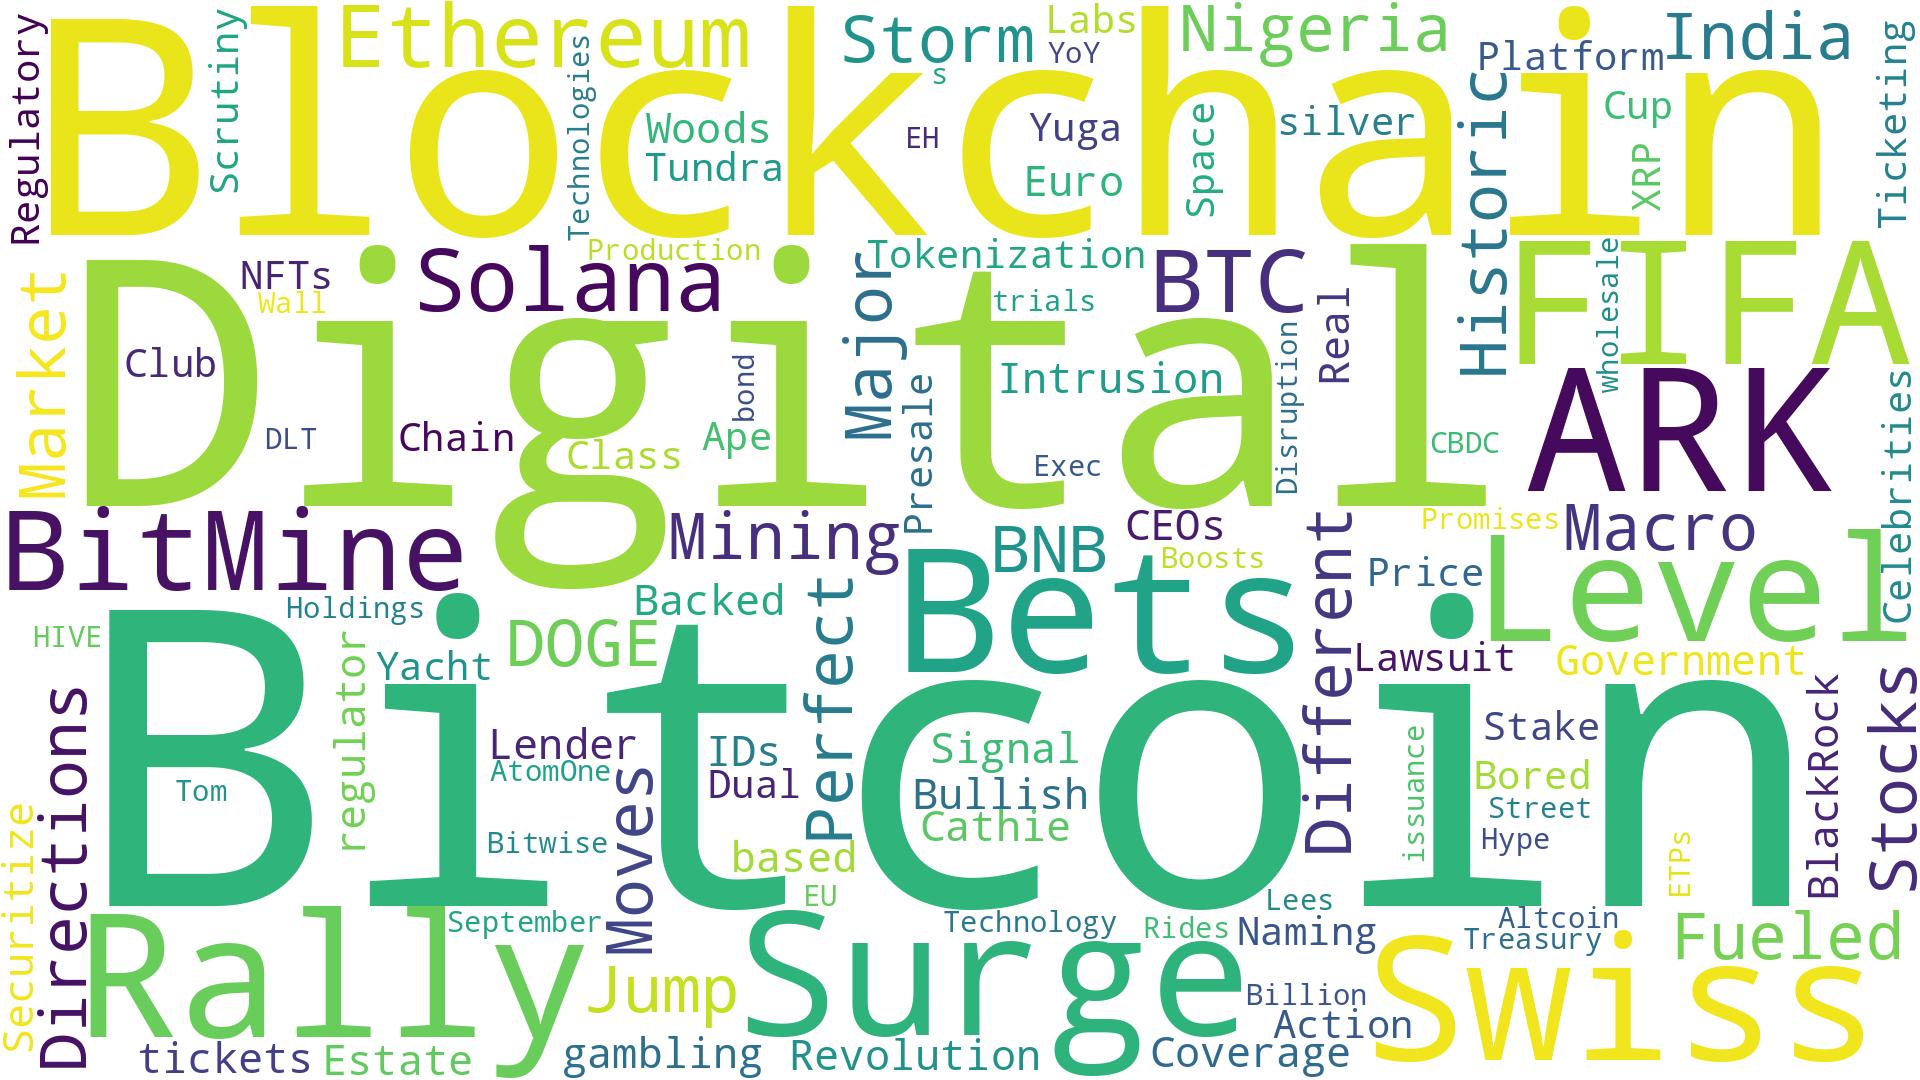 Blockchain
Ethereum
Storm
Labs
YoY
Nigeria
Platform
India
Regulatory
Scrutiny
Technologies
s
Woods
Tundra
EH
Yuga
Euro
Space
silver
Historic
Cup
XRP
Ticketing
Digital
NFTs
Wall
Solana
Production
Tokenization
BTC
FIFA
wholesale
Market
Club
DLT
Chain
Class
bond
Ape
Major
Presale
trials
Intrusion
Exec
Disruption
Real
CBDC
ARK
Celebrities
BitMine
Mining
BNB
CEOs
Boosts
Bets
Promises
Macro
Price
Level
Different
Lawsuit
Government
Holdings
HIVE
Backed
DOGE
Yacht
regulator
Perfect
Bitcoin
Directions
Tom
Lender
AtomOne
Bitwise
Moves
IDs
Dual
Signal
Bullish
Cathie
based
EU
issuance
Stake
Bored
Street
Hype
ETPs
BlackRock
Stocks
Securitize
Rally
September
Jump
Surge
Technology
Rides
Lees
Naming
Altcoin
Treasury
Fueled
Swiss
Billion
Action
tickets
Estate
gambling
Revolution
Coverage